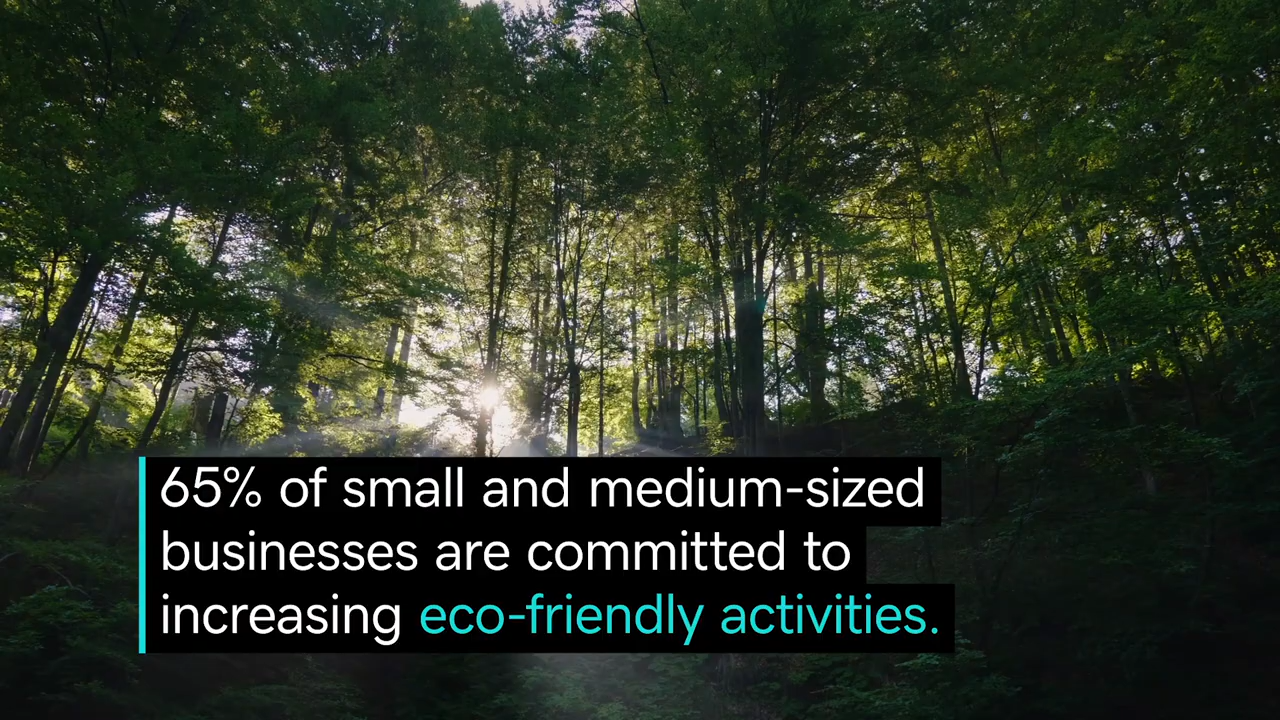 65% of small and medium-sized
businesses are committed to
increasing eco-friendly activities.